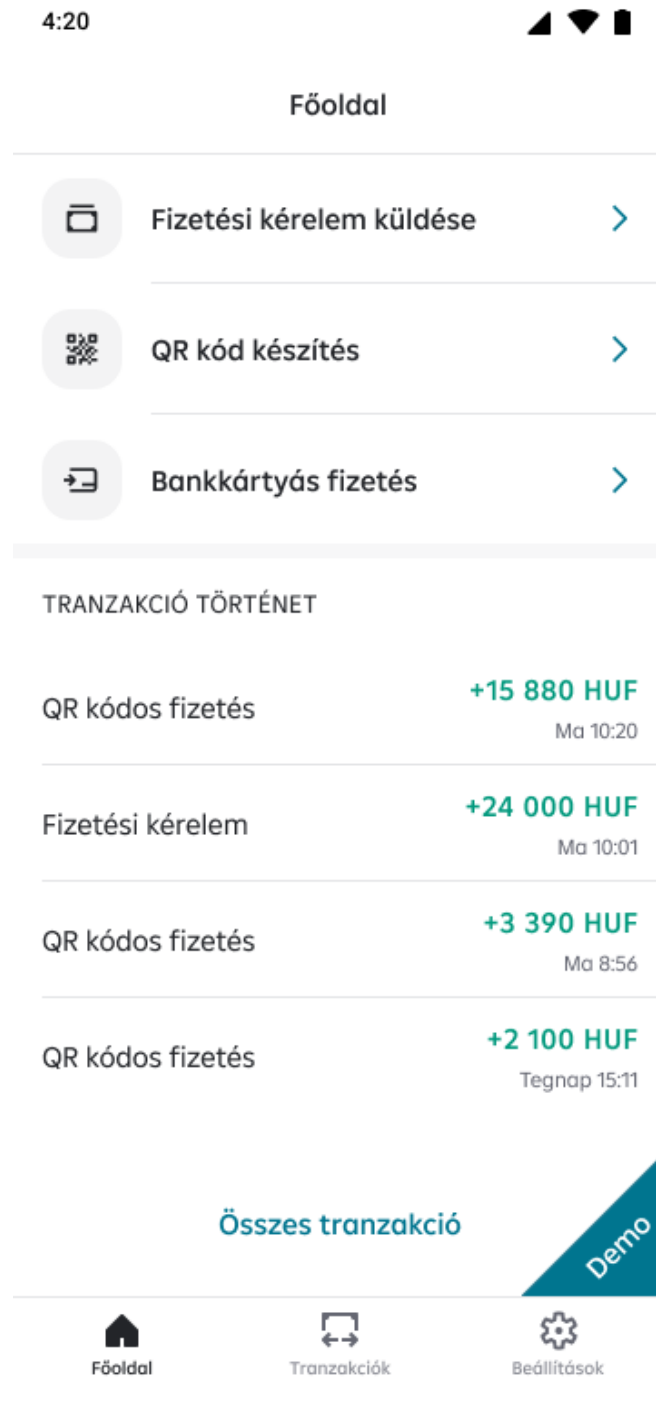 4:20
Főoldal
Fizetési kérelem küldése
QR kód készítés
Bankkártyás fizetés
TRANZAKCIÓ TÖRTÉNET
QR kódos fizetés
+15 880 HUF
Ma 10:20
Fizetési kérelem
+24 000 HUF
Ma 10:01
QR kódos fizetés
+3 390 HUF
Ma 8:56
QR kódos fizetés
+2 100 HUF
Tegnap 15:11
Összes tranzakció
Demo
Főoldal
Tranzakciók
Beállítások